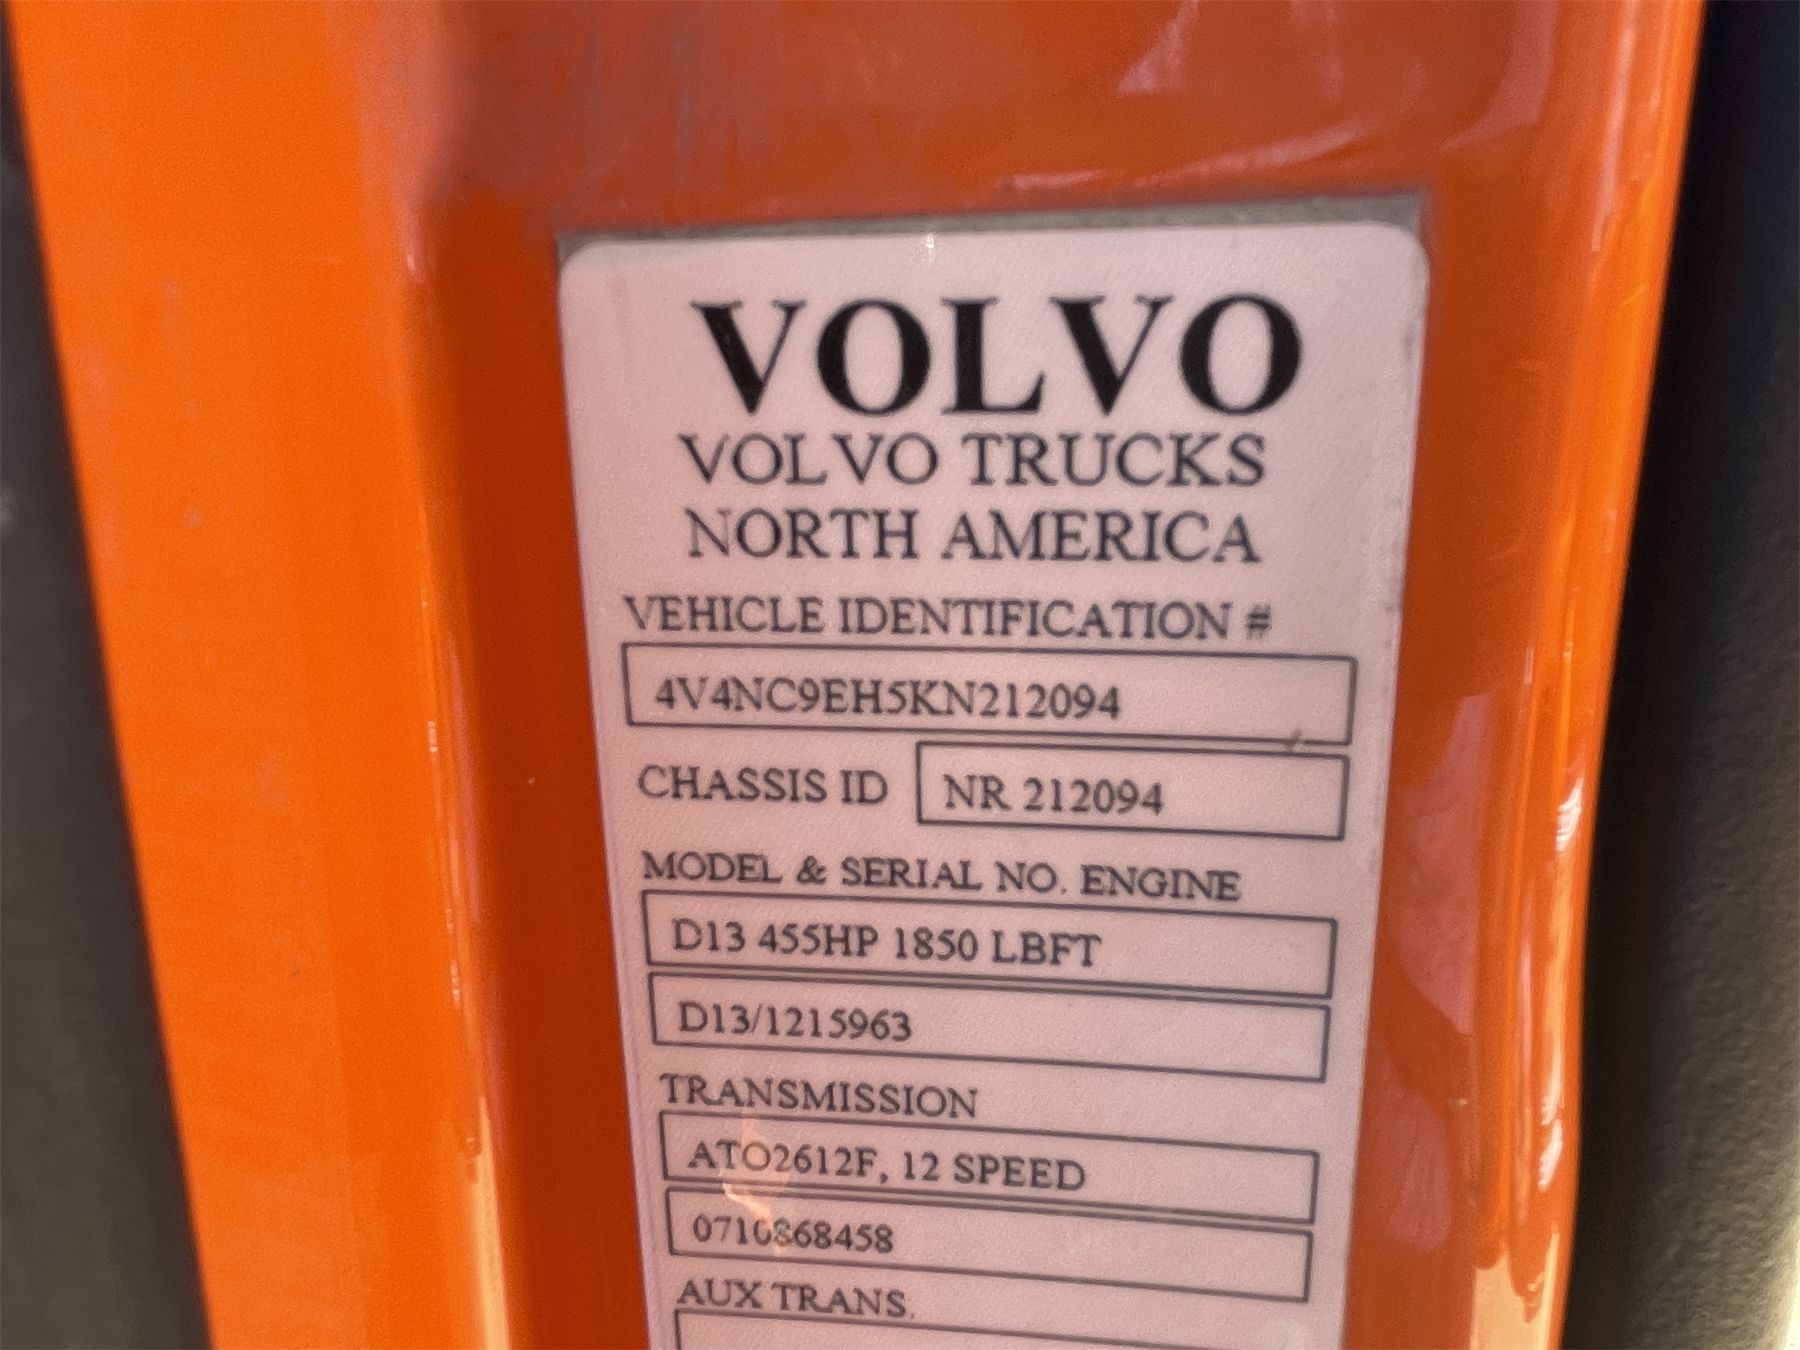 VOLVO
VOLVO TRUCKS
NORTH AMERICA
VEHICLE IDENTIFICATION #
4V4NC9EH5KN212094
CHASSIS ID NR 212094
MODEL & SERIAL NO. ENGINE
D13 455HP 1850 LBFT
D13/1215963
TRANSMISSION
ATO2612F, 12 SPEED
0710868458
AUX TRANS.